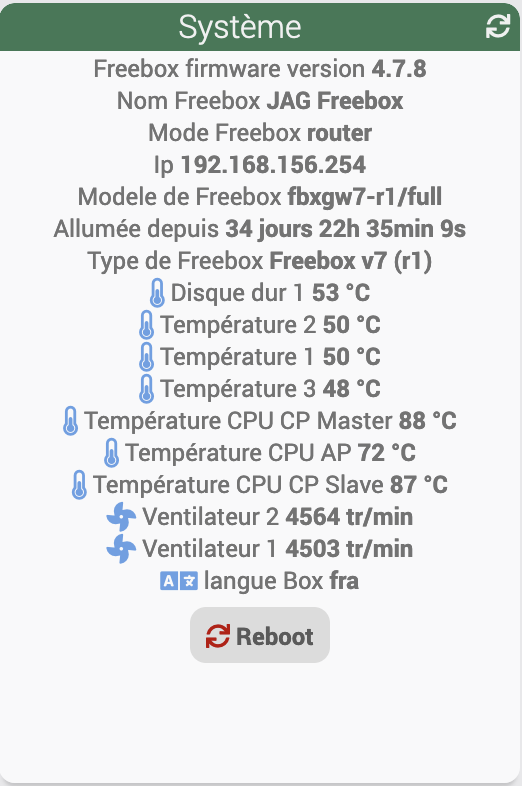 Système
Freebox firmware version 4.7.8
Nom Freebox JAG Freebox
Mode Freebox router
Ip 192.168.156.254
Modele de Freebox fbxgw7-r1/full
Allumée depuis 34 jours 22h 35min 9s
Type de Freebox Freebox v7 (r1)
Disque dur 1 53 °C
Température 2 50 °C
Température 1 50 °C
Température 3 48 °C
Température CPU CP Master 88 °C
Température CPU AP 72 °C
Température CPU CP Slave 87 °C
Ventilateur 2 4564 tr/min
Ventilateur 1 4503 tr/min
langue Box fra
Reboot